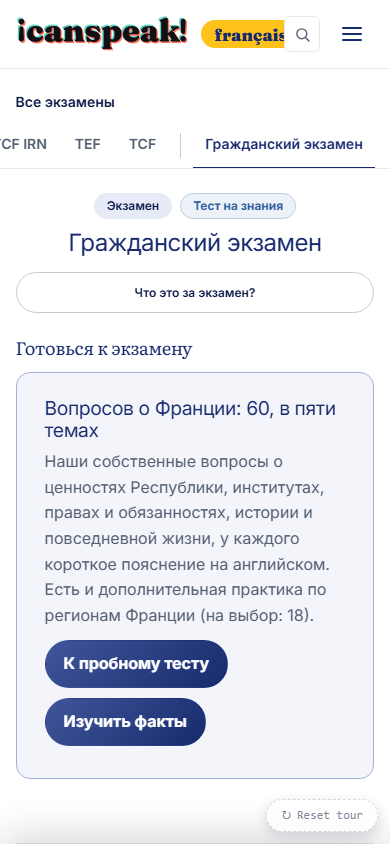 icanspeak! français
Все экзамены
TCF IRN TEF TCF Гражданский экзамен
Экзамен Тест на знания
Гражданский экзамен
Что это за экзамен?
Готовься к экзамену
Вопросов о Франции: 60, в пяти
темах
Наши собственные вопросы о
ценностях Республики, институтах,
правах и обязанностях, истории и
повседневной жизни, у каждого
короткое пояснение на английском.
Есть и дополнительная практика по
регионам Франции (на выбор: 18).
К пробному тесту
Изучить факты
↻ Reset tour